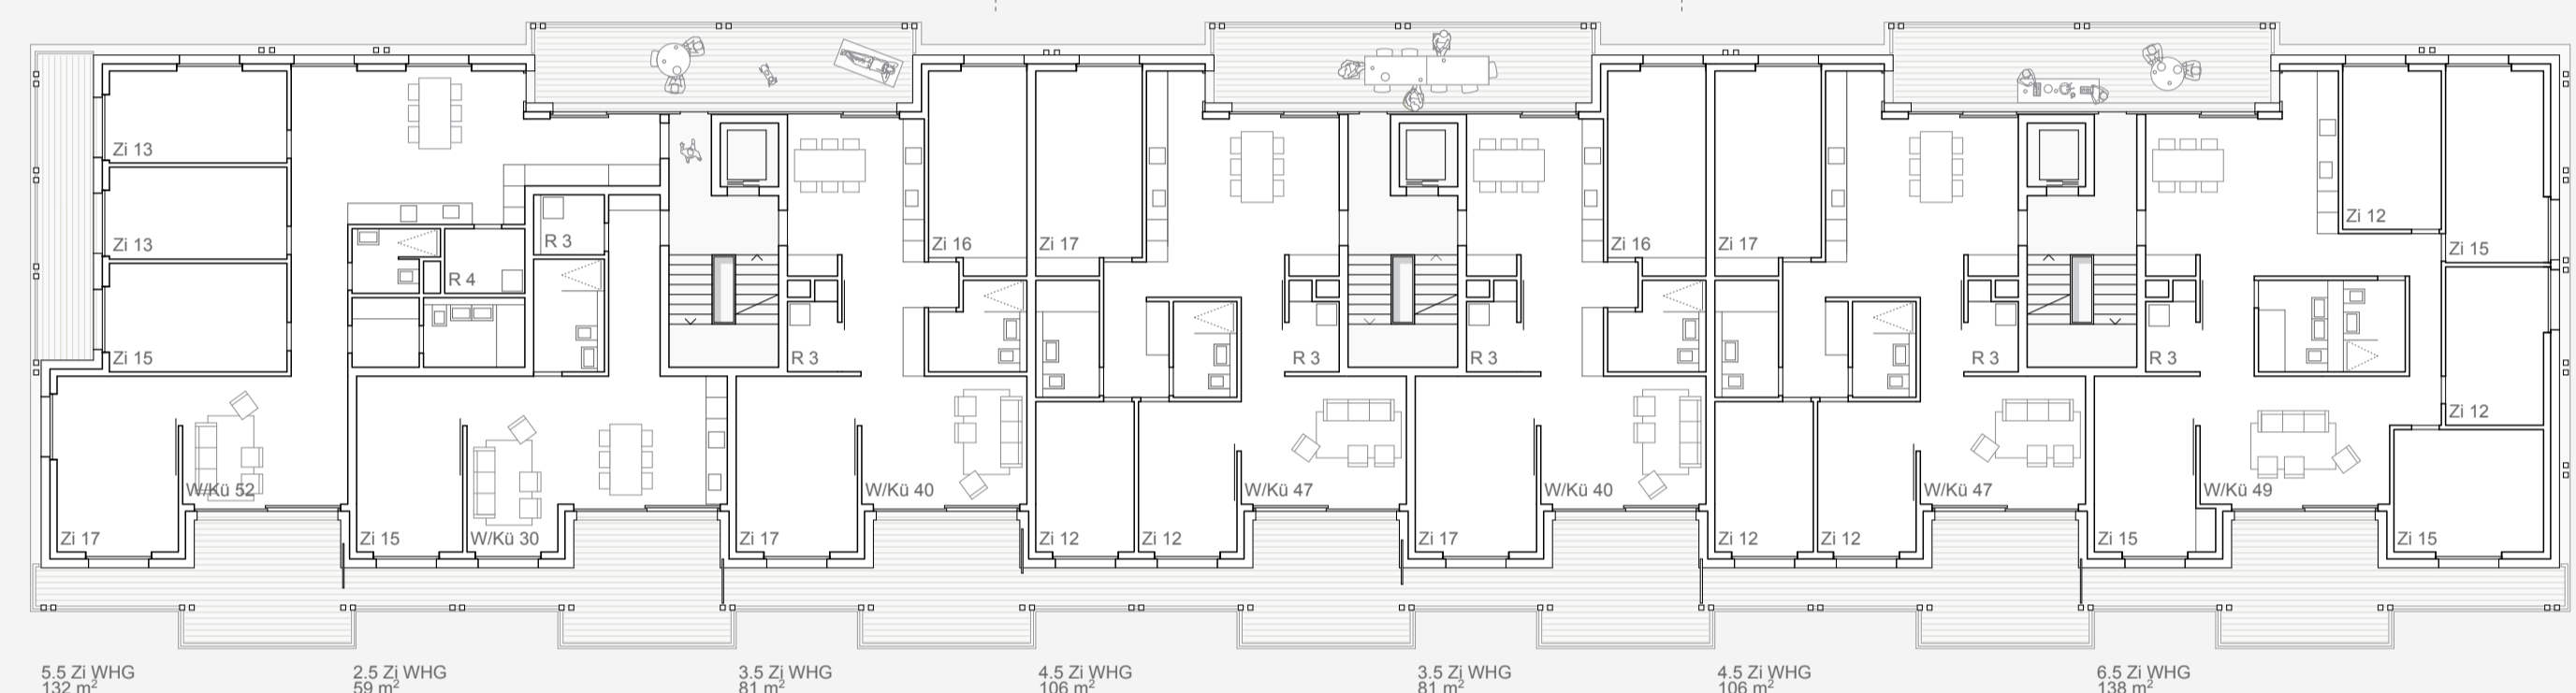 Zi 13
Zi 13
Zi 15
Zi 17
W/Kü 52
R 4
R 3
Zi 15
W/Kü 30
R 3
Zi 17
W/Kü 40
Zi 16
Zi 17
Zi 12
Zi 12
R 3
W/Kü 47
R 3
Zi 17
W/Kü 40
Zi 16
Zi 17
Zi 12
Zi 12
R 3
W/Kü 47
R 3
Zi 15
W/Kü 49
Zi 12
Zi 15
Zi 12
Zi 15
5.5 Zi WHG
132 m²
2.5 Zi WHG
59 m²
3.5 Zi WHG
81 m²
4.5 Zi WHG
106 m²
3.5 Zi WHG
81 m²
4.5 Zi WHG
106 m²
6.5 Zi WHG
138 m²